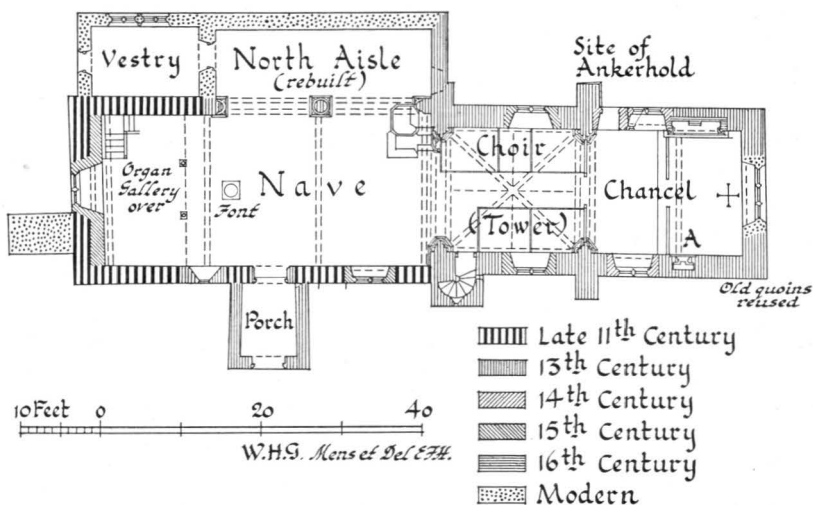 Vestry
North Aisle
(rebuilt)
Site of
Ankerhold
Organ
Gallery
over
Font
Nave
Choir
(Tower)
Chancel
A
Porch
Old quoins
reused
Late 11th Century
13th Century
14th Century
15th Century
16th Century
Modern
10 Feet 0 20 40
W.H.G. Mens et Del E.F.H.